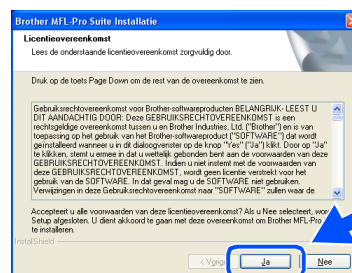 Brother MFL-Pro Suite Installatie
Licentieovereenkomst
Lees de onderstaande licentieovereenkomst zorgvuldig door.
Druk op de toets Page Down om de rest van de overeenkomst te zien.
Gebruiksrechtovereenkomst voor Brother-softwareproducten BELANGRIJK- LEEST U
DIT AANDACHTIG DOOR: Deze GEBRUIKSRECHTOVEREENKOMST is een
rechtsgeldige overeenkomst tussen u en Brother Industries, Ltd. ("Brother") en is van
toepassing op het gebruik van het Brother-softwareproduct ("SOFTWARE") dat wordt
geïnstalleerd wanneer u in dit dialoogvenster op de knop "Yes" ("Ja") klikt. Door op "Ja"
te klikken, stemt u ermee in dat u wettelijk gebonden bent aan de voorwaarden van deze
GEBRUIKSRECHTOVEREENKOMST. Indien u niet instemt met de voorwaarden van
deze GEBRUIKSRECHTOVEREENKOMST, wordt geen licentie verstrekt voor het
gebruik van de SOFTWARE. In dat geval mag u de SOFTWARE niet gebruiken.
Verwijzingen in deze Gebruiksrechtovereenkomst naar "SOFTWARE" zullen waar de
Accepteert u alle voorwaarden van deze licentieovereenkomst? Als u Nee selecteert,
Setup afgesloten. U dient akkoord te gaan met deze overeenkomst om Brother MFL-Pro
te installeren.
InstallShield
< Vorige
Ja
Nee